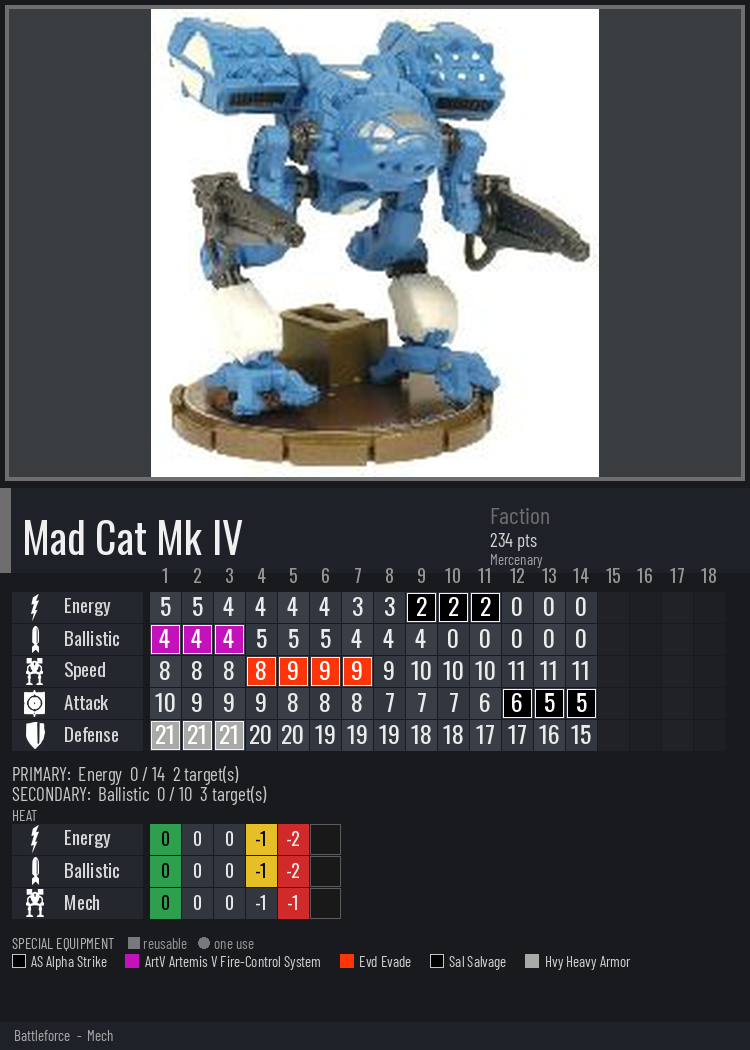 Mad Cat Mk IV
Faction
234 pts
Mercenary
1 2 3 4 5 6 7 8 9 10 11 12 13 14 15 16 17 18
Energy 5 5 4 4 4 4 3 3 2 2 2 0 0 0
Ballistic 4 4 4 5 5 5 4 4 4 0 0 0 0 0
Speed 8 8 8 8 9 9 9 9 10 10 10 11 11 11
Attack 10 9 9 9 8 8 8 7 7 7 6 6 5 5
Defense 21 21 21 20 20 19 19 19 18 18 17 17 16 15
PRIMARY: Energy 0 / 14 2 target(s)
SECONDARY: Ballistic 0 / 10 3 target(s)
HEAT
Energy 0 0 0 -1 -2
Ballistic 0 0 0 -1 -2
Mech 0 0 0 -1 -1
SPECIAL EQUIPMENT reusable one use
AS Alpha Strike ArtV Artemis V Fire-Control System Evd Evade Sal Salvage Hvy Heavy Armor
Battleforce - Mech